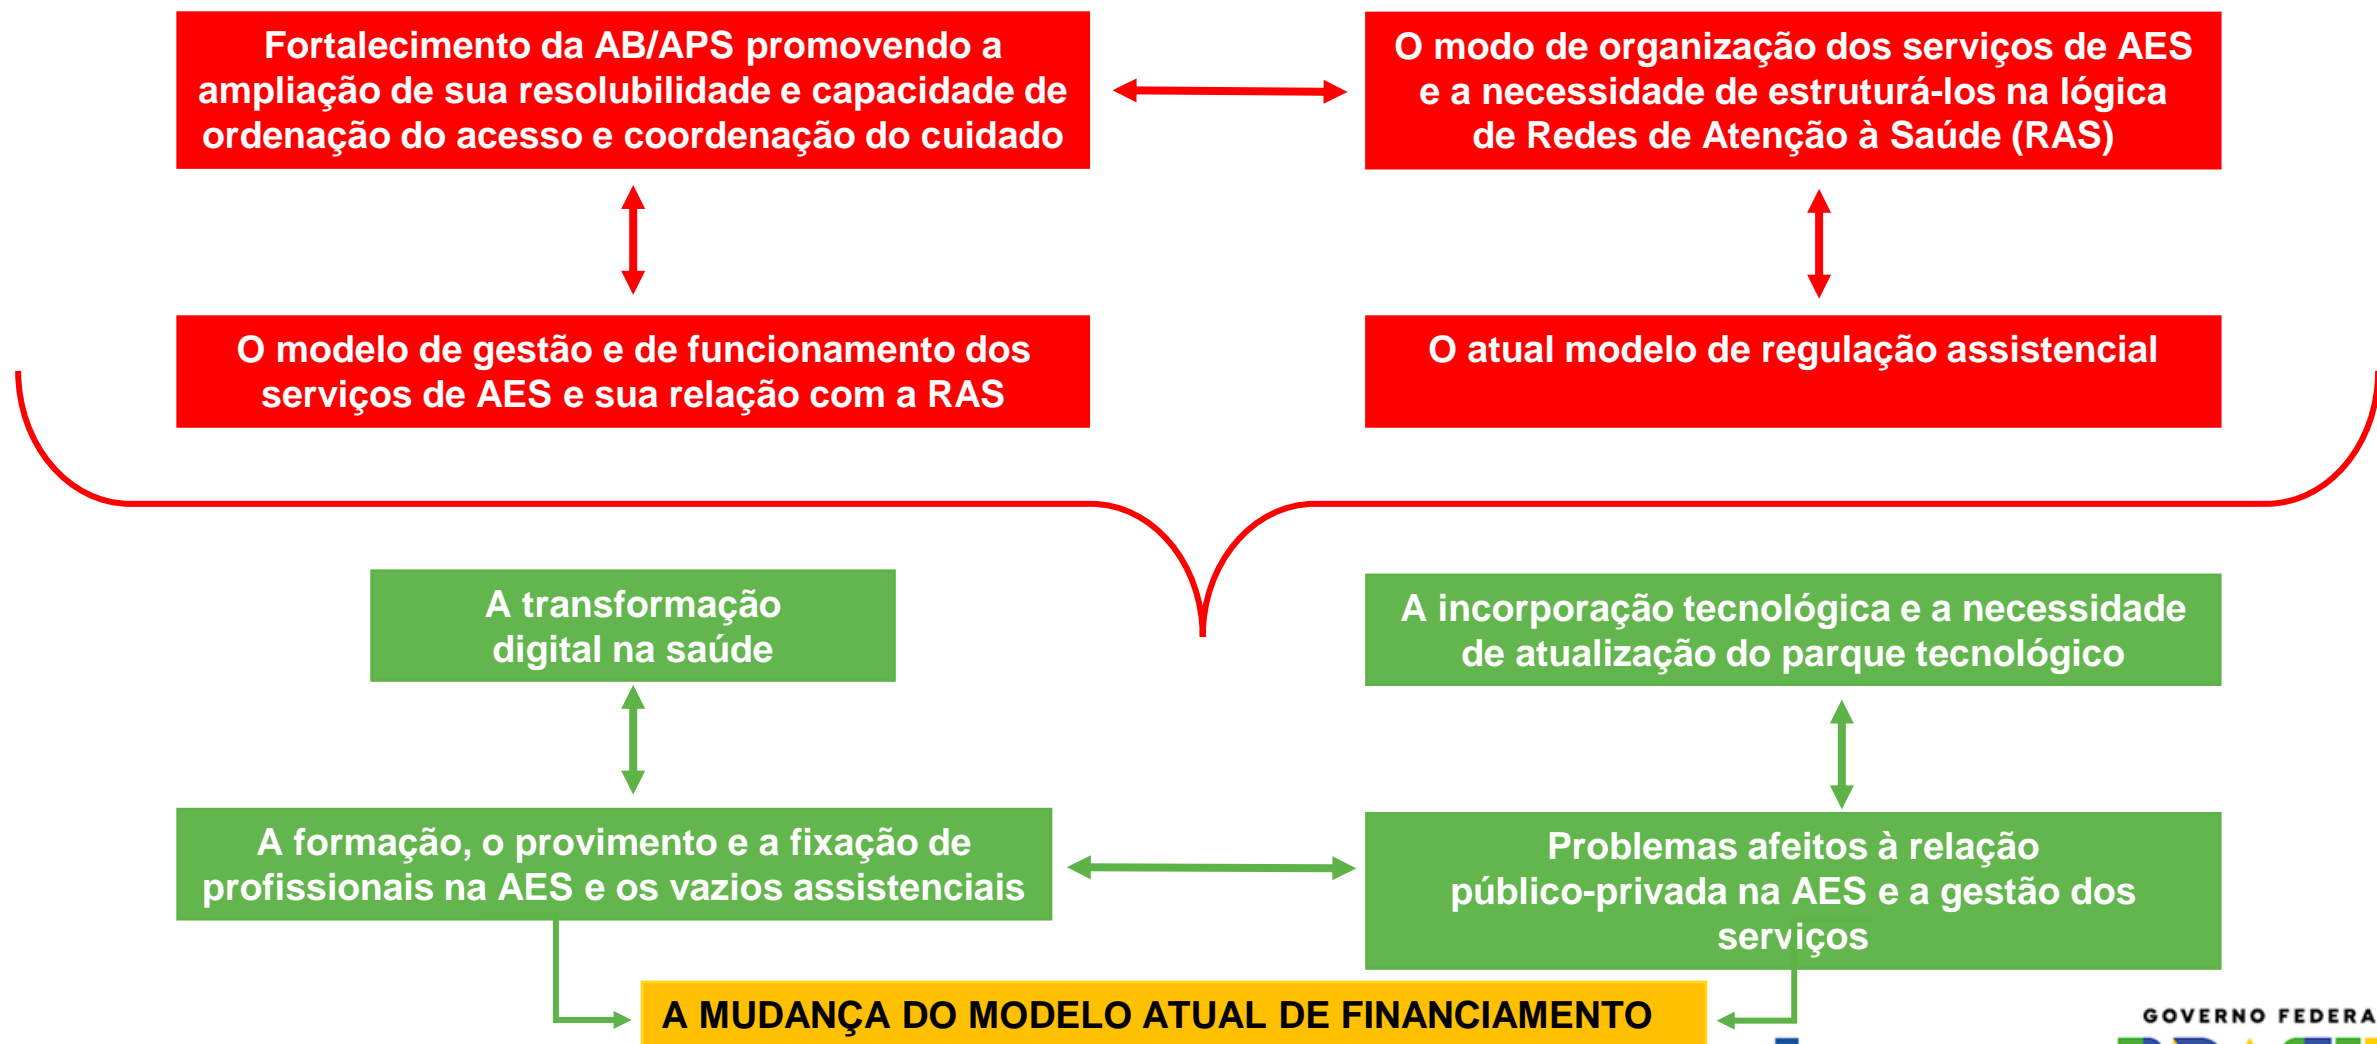 Fortalecimento da AB/APS promovendo a
ampliação de sua resolubilidade e capacidade de
ordenação do acesso e coordenação do cuidado
O modo de organização dos serviços de AES
e a necessidade de estruturá-los na lógica
de Redes de Atenção à Saúde (RAS)
O modelo de gestão e de funcionamento dos
serviços de AES e sua relação com a RAS
O atual modelo de regulação assistencial
A transformação
digital na saúde
A incorporação tecnológica e a necessidade
de atualização do parque tecnológico
A formação, o provimento e a fixação de
profissionais na AES e os vazios assistenciais
Problemas afeitos à relação
público-privada na AES e a gestão dos
serviços
A MUDANÇA DO MODELO ATUAL DE FINANCIAMENTO
GOVERNO FEDERA